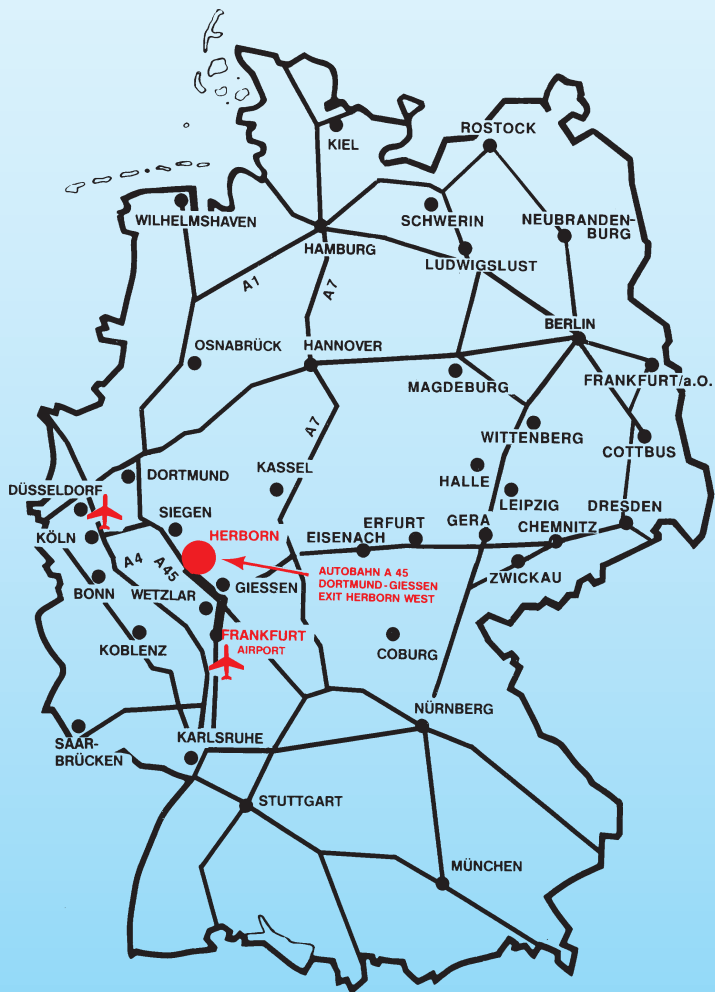 ROSTOCK
KIEL
WILHELMSHAVEN
SCHWERIN
NEUBRANDEN-
BURG
HAMBURG
LUDWIGSLUST
A1
A7
BERLIN
OSNABRÜCK
HANNOVER
MAGDEBURG
FRANKFURT/a.O.
A7
WITTENBERG
COTTBUS
DORTMUND
KASSEL
HALLE
DÜSSELDORF
LEIPZIG
SIEGEN
GERA
DRESDEN
KÖLN
HERBORN
EISENACH
ERFURT
CHEMNITZ
A4
A45
AUTOBAHN A 45
DORTMUND-GIESSEN
EXIT HERBORN WEST
ZWICKAU
BONN
WETZLAR
GIESSEN
KOBLENZ
FRANKFURT
AIRPORT
COBURG
NÜRNBERG
SAAR-
BRÜCKEN
KARLSRUHE
STUTTGART
MÜNCHEN